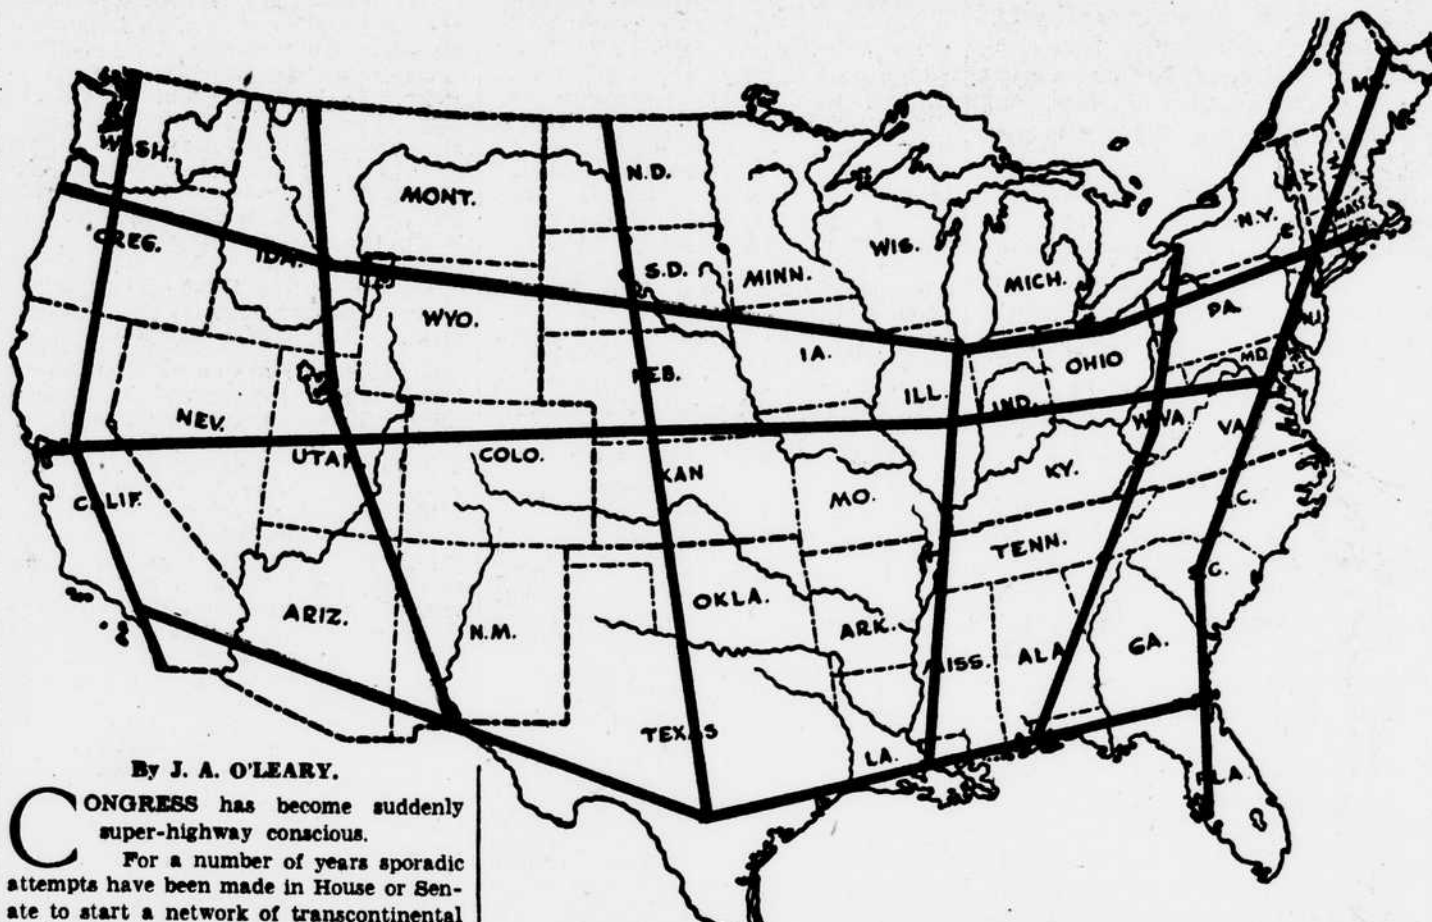 ME.
WASH.
MONT.
N.D.
OREG.
IDA.
WIS.
N.Y.
MASS
S.D.
MINN.
MICH.
WYO.
PA.
N.J.
IA.
OHIO
MD.
NEB.
ILL.
IND.
NEV.
W.VA.
VA.
UTAH
COLO.
KAN
MO.
KY.
CALIF.
N.C.
TENN.
S.C.
ARIZ.
N.M.
OKLA.
ARK.
MISS.
ALA
GA.
TEXAS
LA.
FLA.
By J. A. O'LEARY.
CONGRESS has become suddenly
super-highway conscious.
For a number of years sporadic
attempts have been made in House or Sen-
ate to start a network of transcontinental